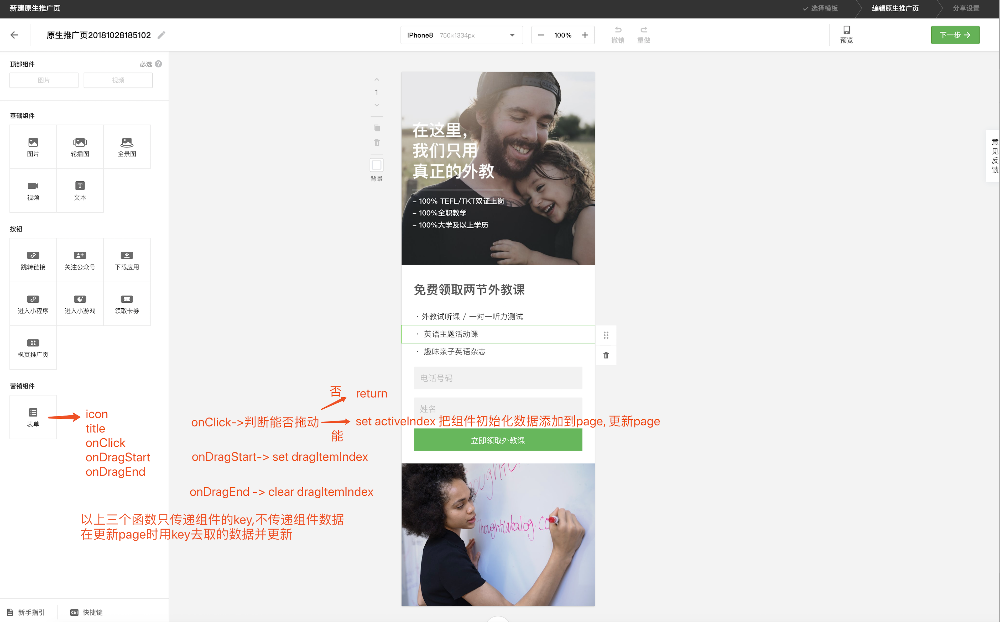 新建原生推广页
选择模板
编辑原生推广页
分享设置
原生推广页20181028185102
iPhone8 750×1334px
100%
撤销
重做
预览
下一步
顶部组件
必选
图片
视频
基础组件
图片
轮播图
全景图
视频
文本
按钮
跳转链接
关注公众号
下载应用
进入小程序
进入小游戏
领取卡券
枫页推广页
营销组件
表单
icon
title
onClick
onDragStart
onDragEnd
1
背景
在这里，
我们只用
真正的外教
– 100% TEFL/TKT双证上岗
– 100%全职教学
– 100%大学及以上学历
免费领取两节外教课
· 外教试听课 / 一对一听力测试
· 英语主题活动课
· 趣味亲子英语杂志
电话号码
姓名
立即领取外教课
否
return
onClick->判断能否拖动
set activeIndex 把组件初始化数据添加到page, 更新page
能
onDragStart-> set dragItemIndex
onDragEnd -> clear dragItemIndex
以上三个函数只传递组件的key,不传递组件数据
在更新page时用key去取的数据并更新
Thoughtcatalog.co
意见反馈
新手指引
Ctrl 快捷键